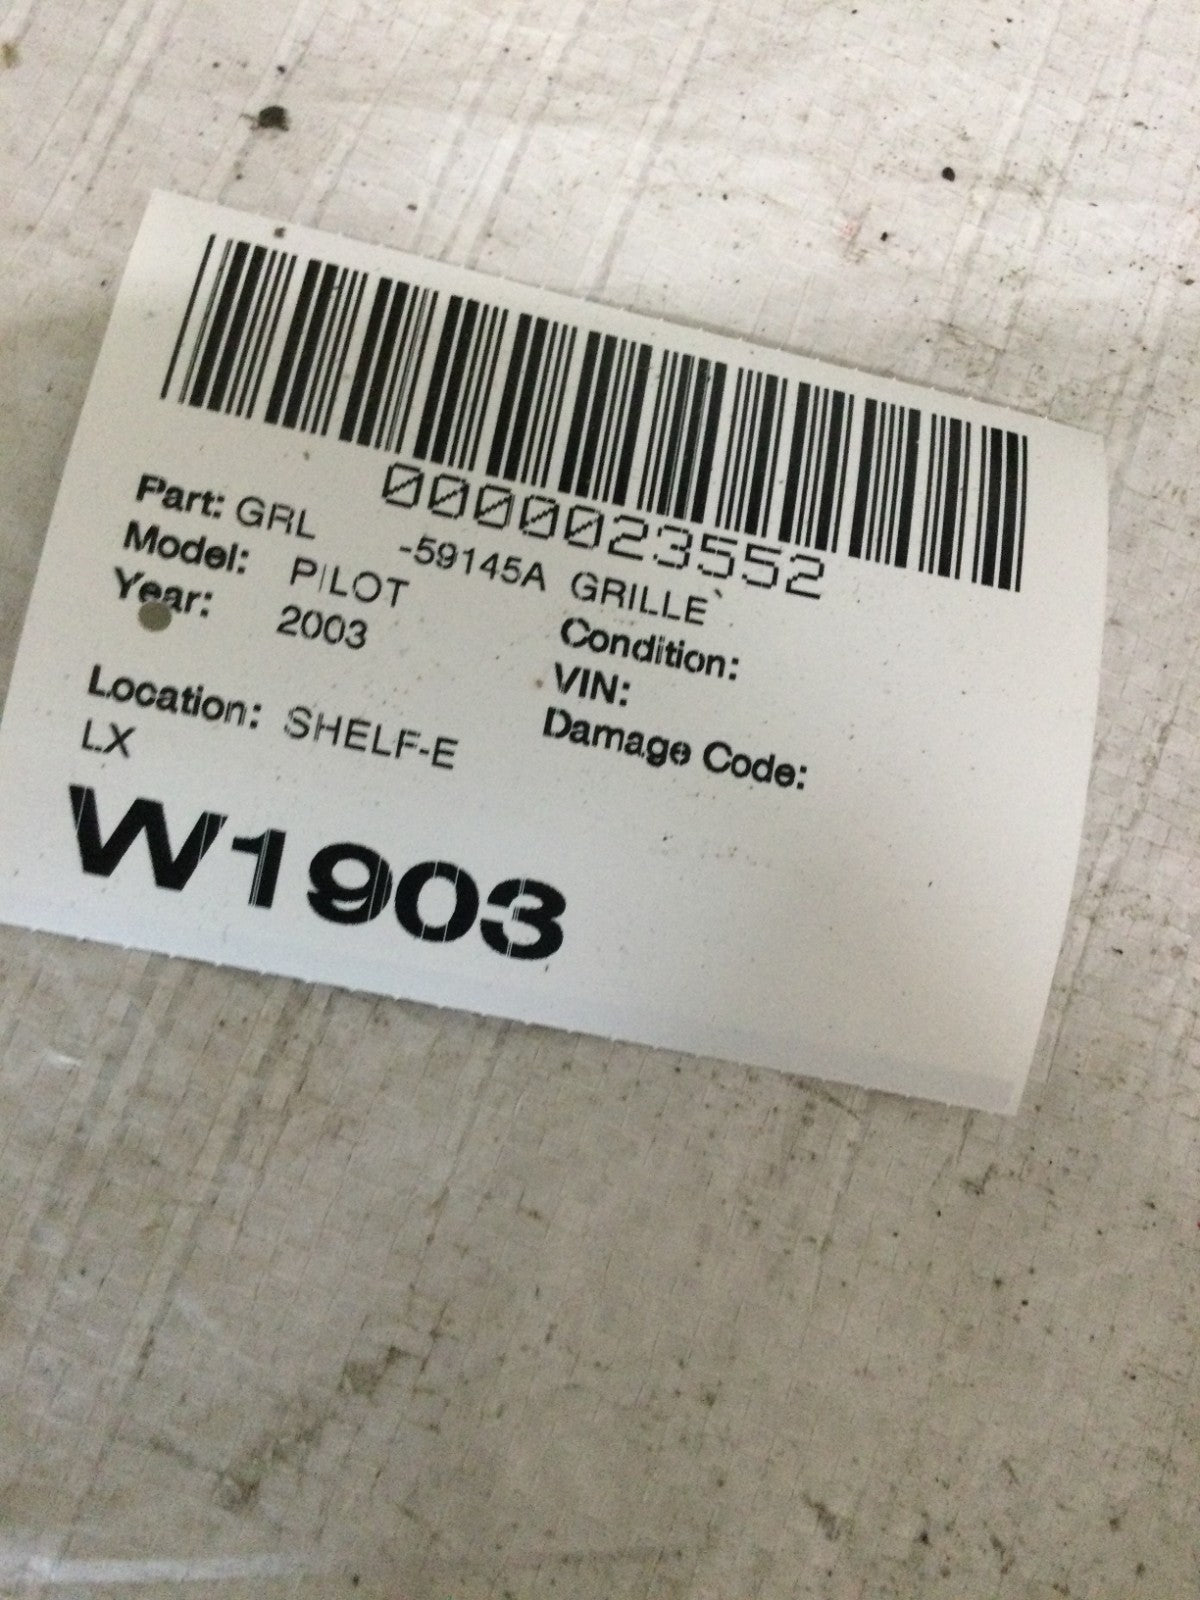 0000023552
Part: GRL -59145A GRILLE`
Model: PILOT Condition:
Year: 2003 VIN:
Damage Code:
Location: SHELF-E
LX
W1903